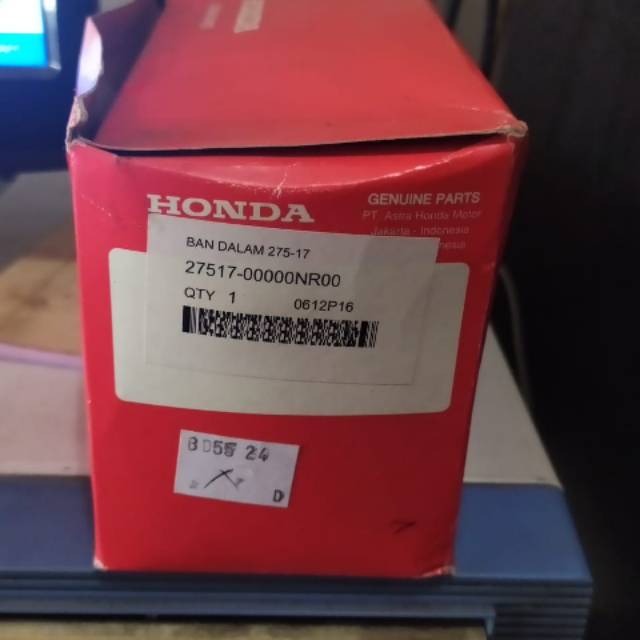 HONDA
GENUINE PARTS
PT. Astra Honda Motor
Jakarta - Indonesia
BAN DALAM 275-17
27517-00000NR00
QTY 1 0612P16
24
D